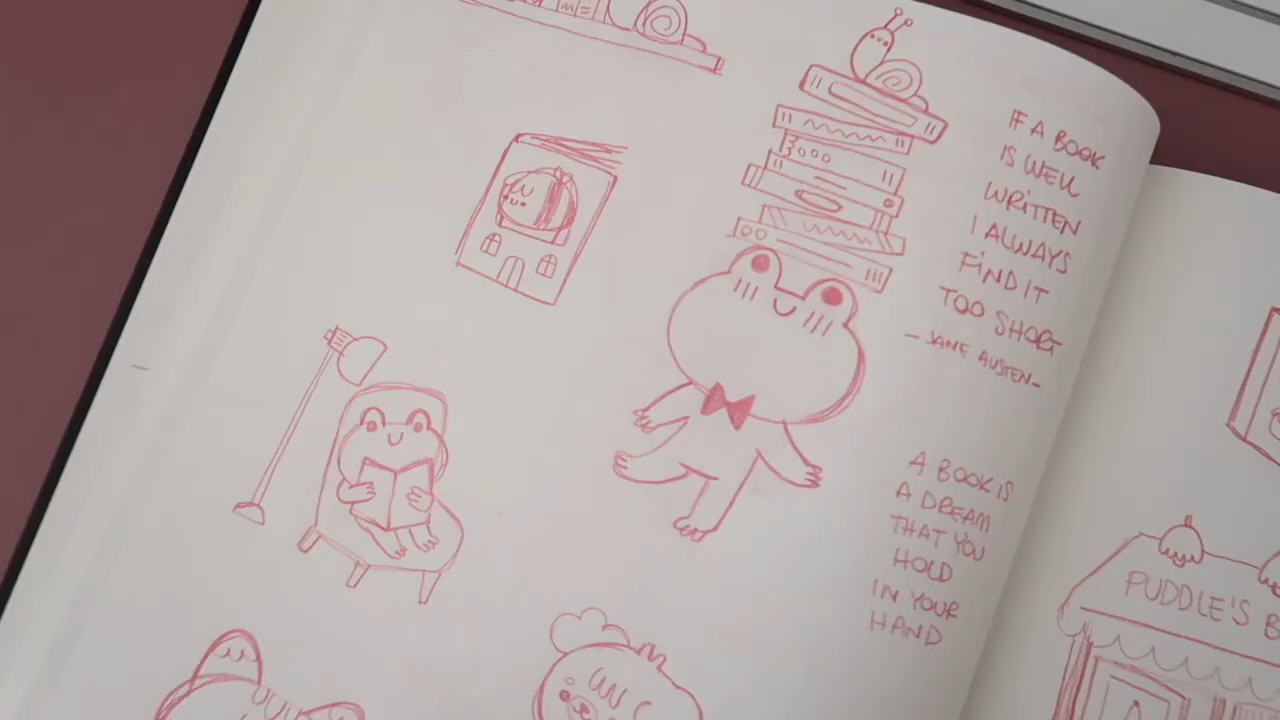 IF A BOOK
IS WELL
WRITTEN
I ALWAYS
FIND IT
TOO SHORT
- JANE AUSTEN -
A BOOK IS
A DREAM
THAT YOU
HOLD
IN YOUR
HAND
PUDDLE'S B